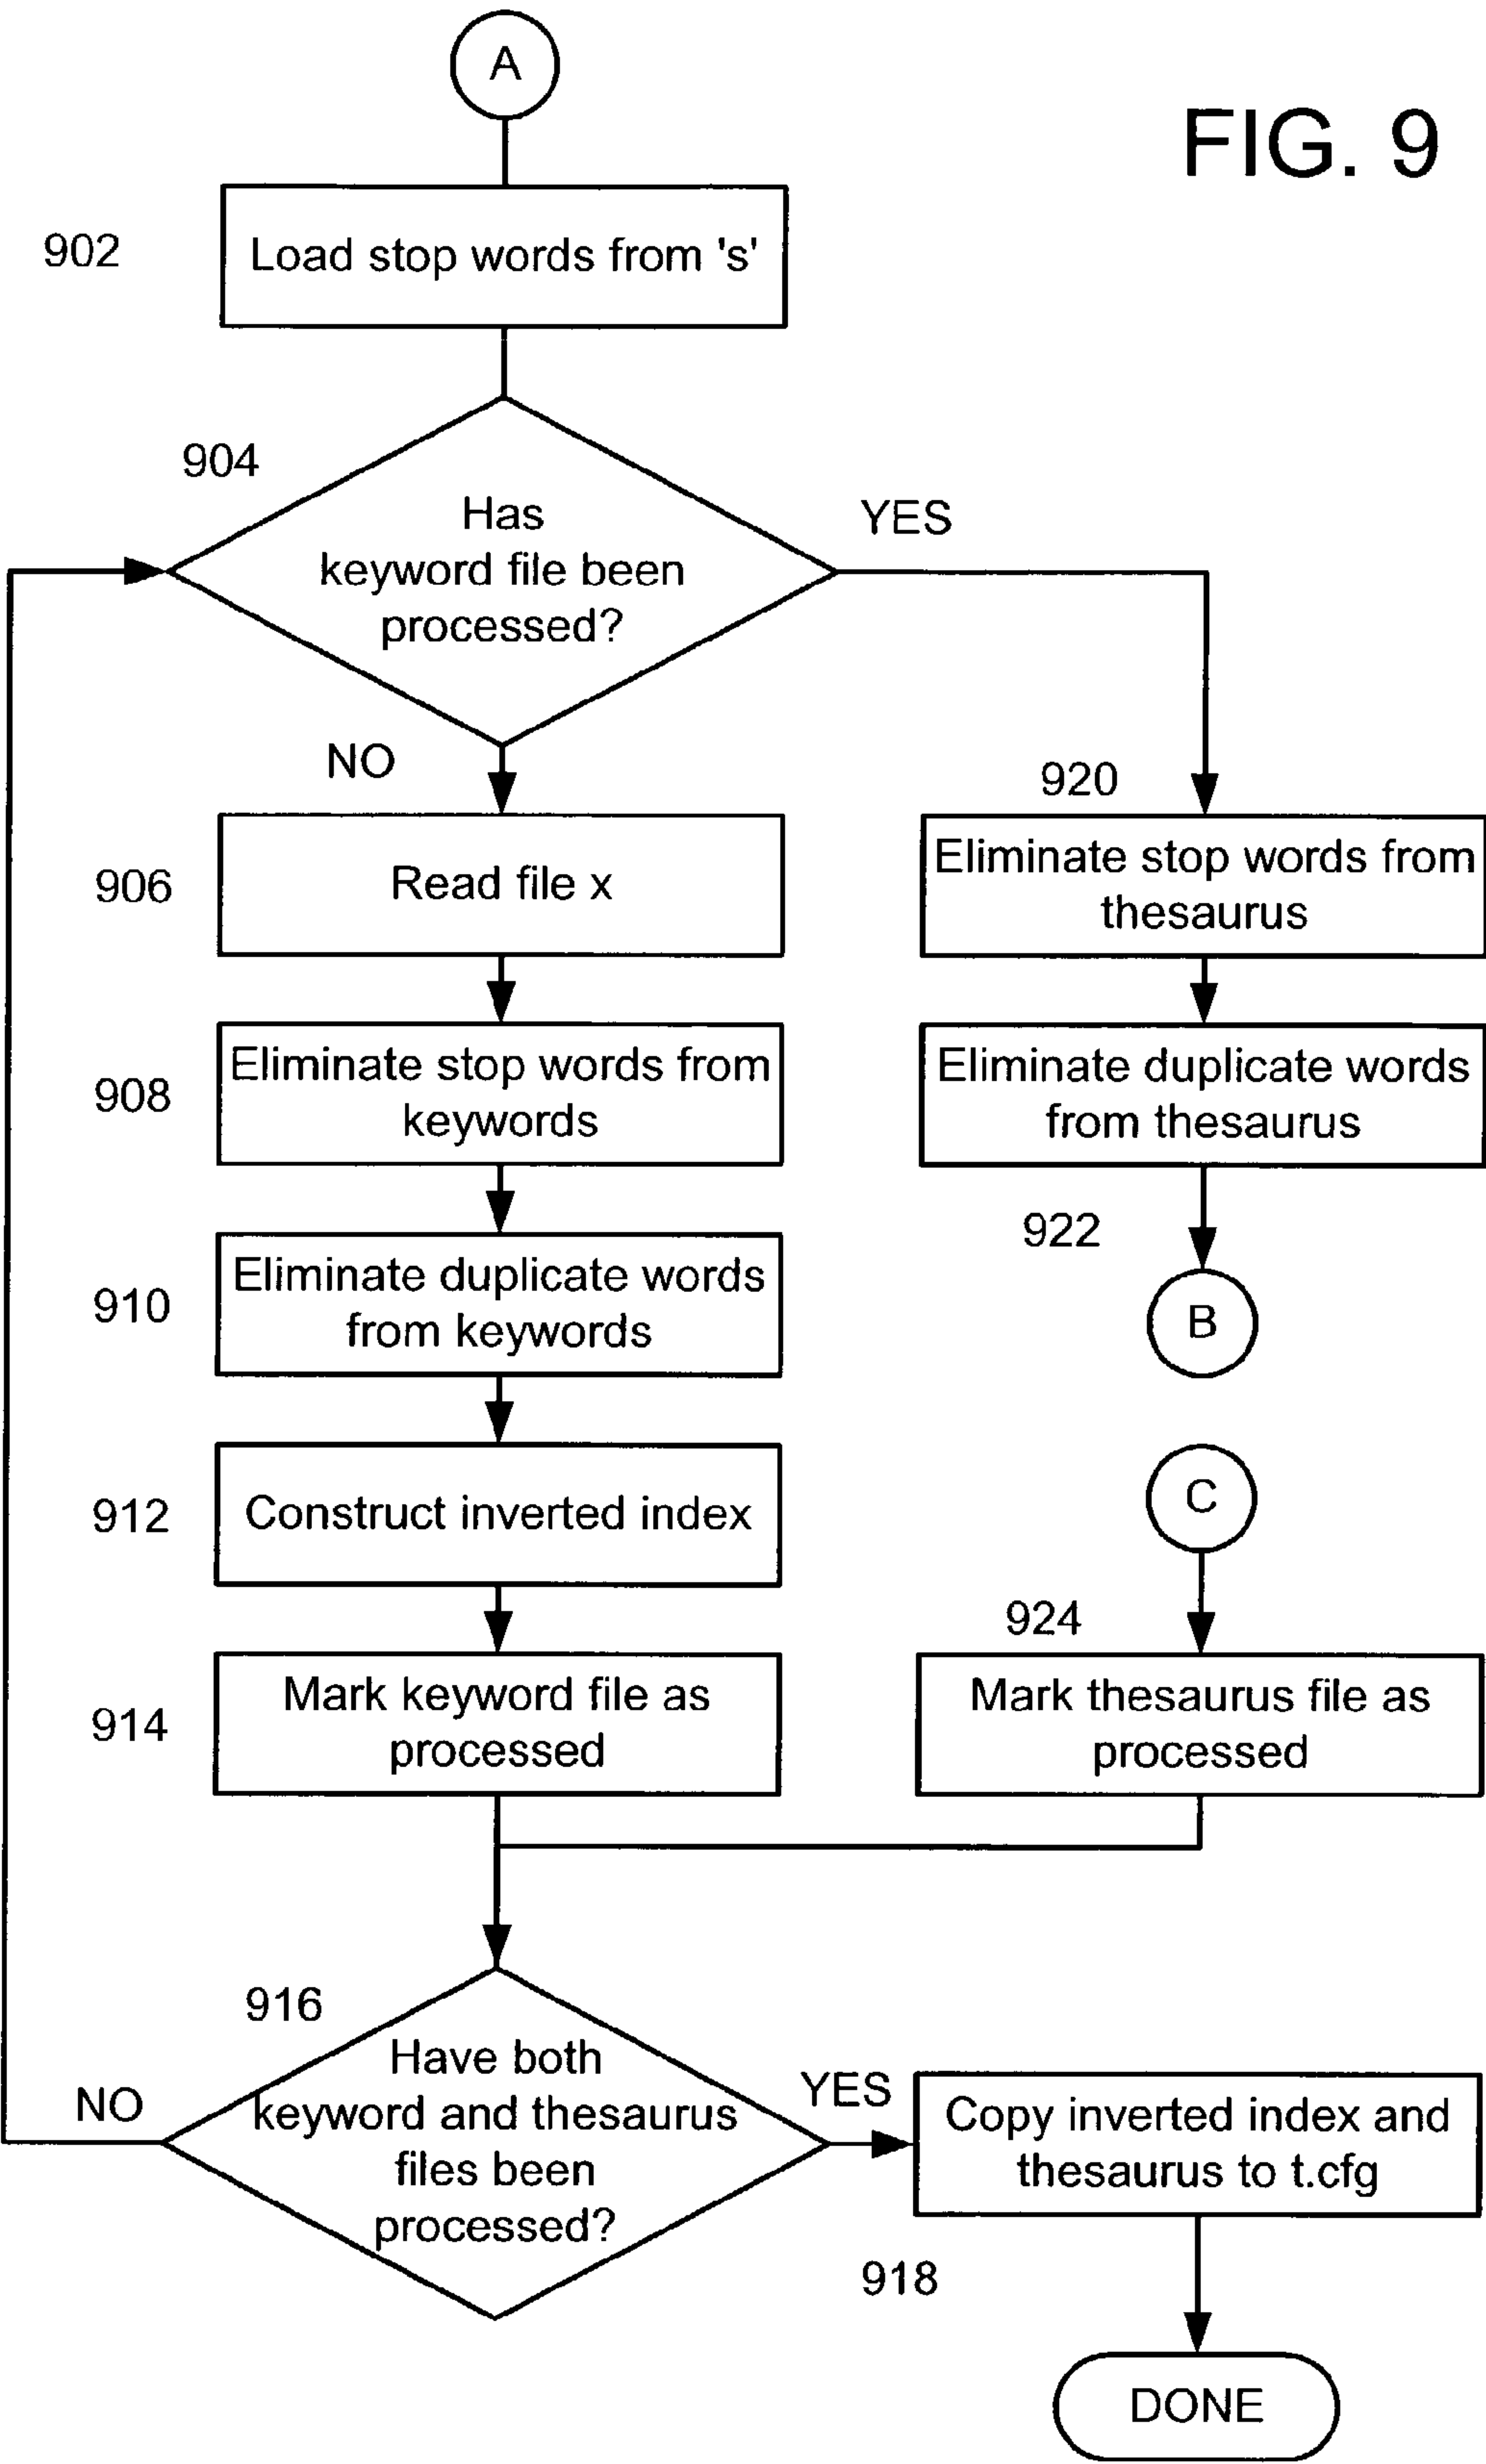 A
FIG. 9
902
Load stop words from 's'
904
Has
keyword file been
processed?
YES
NO
906
Read file x
920
Eliminate stop words from
thesaurus
908
Eliminate stop words from
keywords
Eliminate duplicate words
from thesaurus
922
910
Eliminate duplicate words
from keywords
B
912
Construct inverted index
C
924
914
Mark keyword file as
processed
Mark thesaurus file as
processed
916
Have both
keyword and thesaurus
files been
processed?
NO
YES
Copy inverted index and
thesaurus to t.cfg
918
DONE